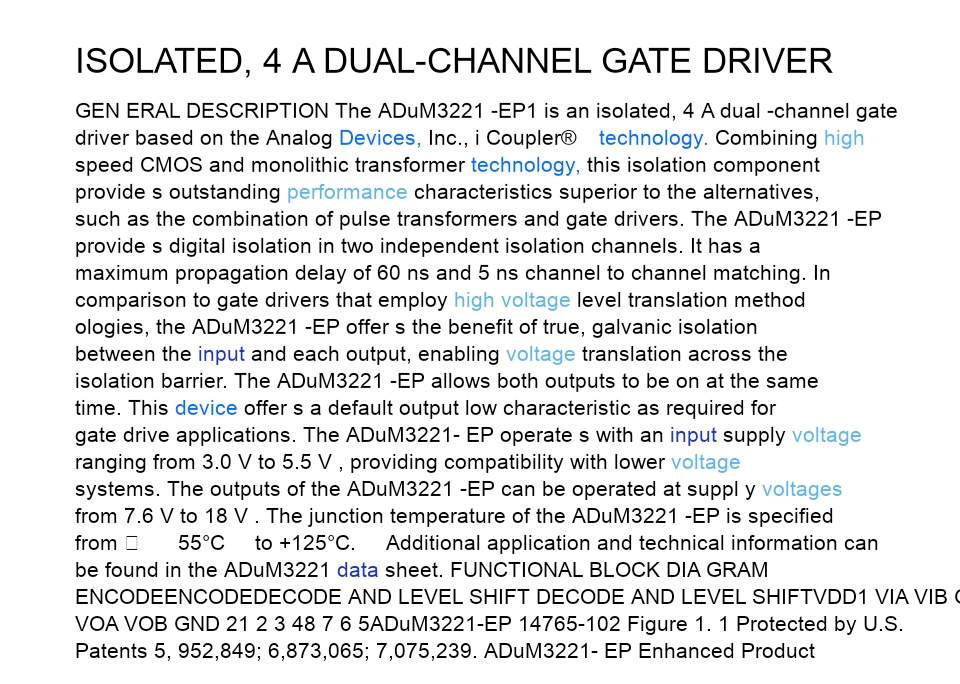 ISOLATED, 4 A DUAL-CHANNEL GATE DRIVER
GEN ERAL DESCRIPTION The ADuM3221 -EP1 is an isolated, 4 A dual -channel gate
driver based on the Analog Devices, Inc., i Coupler® technology. Combining high
speed CMOS and monolithic transformer technology, this isolation component
provide s outstanding performance characteristics superior to the alternatives,
such as the combination of pulse transformers and gate drivers. The ADuM3221 -EP
provide s digital isolation in two independent isolation channels. It has a
maximum propagation delay of 60 ns and 5 ns channel to channel matching. In
comparison to gate drivers that employ high voltage level translation method
ologies, the ADuM3221 -EP offer s the benefit of true, galvanic isolation
between the input and each output, enabling voltage translation across the
isolation barrier. The ADuM3221 -EP allows both outputs to be on at the same
time. This device offer s a default output low characteristic as required for
gate drive applications. The ADuM3221- EP operate s with an input supply voltage
ranging from 3.0 V to 5.5 V , providing compatibility with lower voltage
systems. The outputs of the ADuM3221 -EP can be operated at suppl y voltages
from 7.6 V to 18 V . The junction temperature of the ADuM3221 -EP is specified
from □ 55°C to +125°C. Additional application and technical information can
be found in the ADuM3221 data sheet. FUNCTIONAL BLOCK DIA GRAM
ENCODEENCODEDECODE AND LEVEL SHIFT DECODE AND LEVEL SHIFTVDD1 VIA VIB
VOA VOB GND 21 2 3 48 7 6 5ADuM3221-EP 14765-102 Figure 1. 1 Protected by U.S.
Patents 5, 952,849; 6,873,065; 7,075,239. ADuM3221- EP Enhanced Product